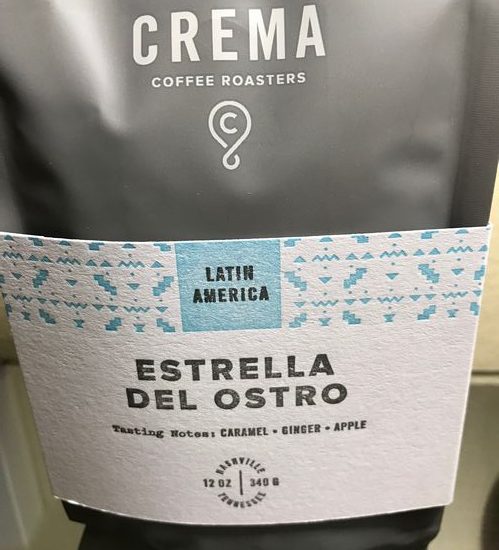 CREMA
COFFEE ROASTERS
C
LATIN
AMERICA
ESTRELLA
DEL OSTRO
Tasting Notes: CARAMEL • GINGER • APPLE
NASHVILLE
12 OZ | 340 G
TENNESSEE